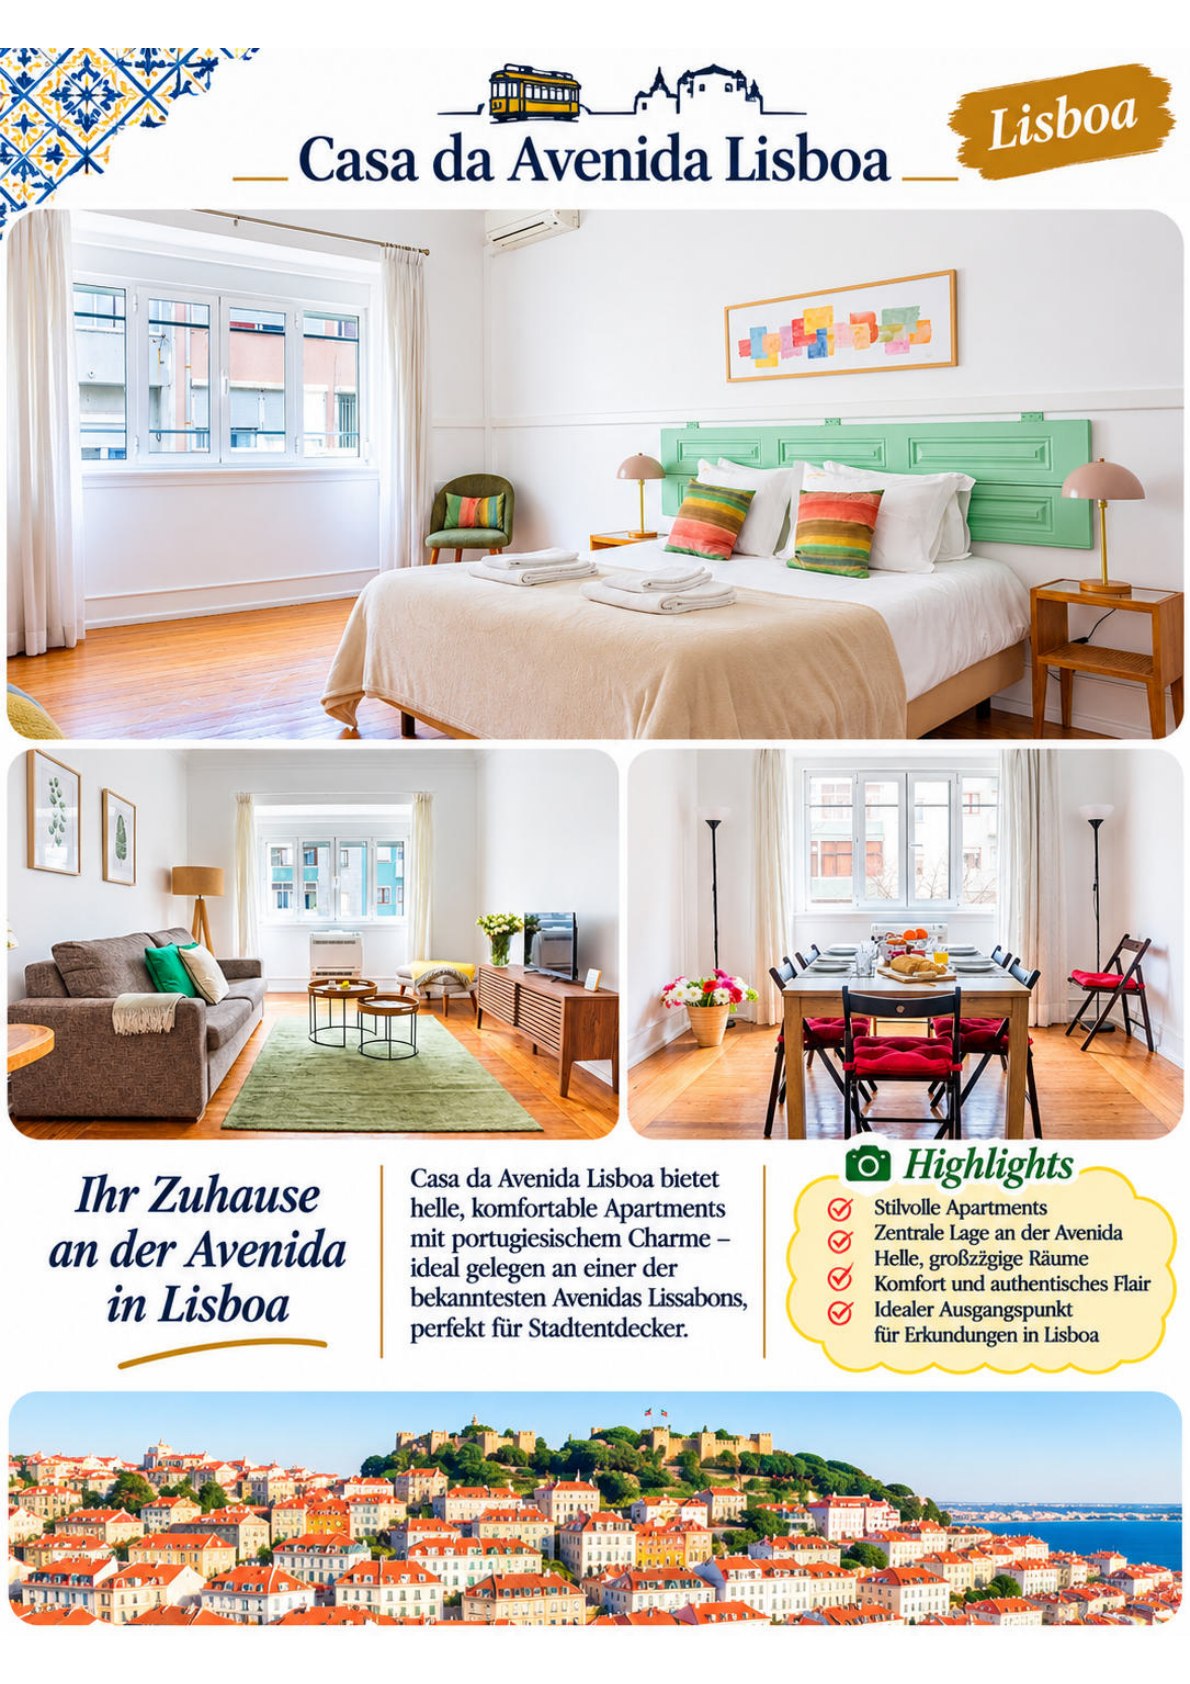 Casa da Avenida Lisboa
Lisboa
Ihr Zuhause
an der Avenida
in Lisboa
Casa da Avenida Lisboa bietet
helle, komfortable Apartments
mit portugiesischem Charme –
ideal gelegen an einer der
bekanntesten Avenidas Lissabons,
perfekt für Stadtentdecker.
Highlights
Stilvolle Apartments
Zentrale Lage an der Avenida
Helle, großzġige Räume
Komfort und authentisches Flair
Idealer Ausgangspunkt
für Erkundungen in Lisboa